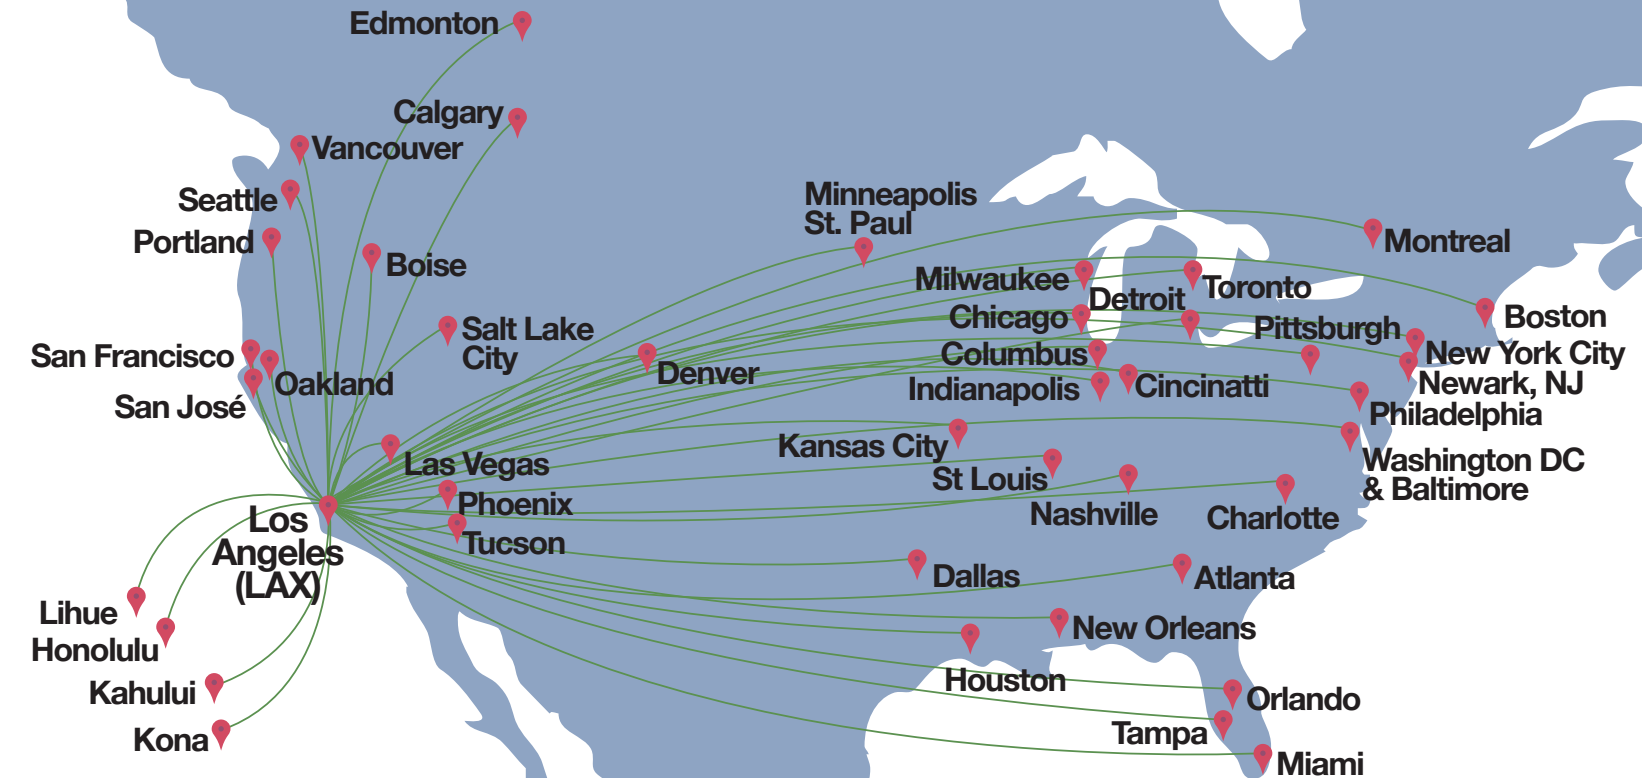 Edmonton
Calgary
Vancouver
Seattle
Portland
Boise
Minneapolis
St. Paul
Montreal
Milwaukee
Detroit
Toronto
Chicago
Pittsburgh
Boston
San Francisco
Salt Lake
City
Oakland
San José
Denver
Columbus
Indianapolis
Cincinatti
New York City
Newark, NJ
Philadelphia
Kansas City
Las Vegas
Washington DC
& Baltimore
St Louis
Phoenix
Nashville
Charlotte
Los
Angeles
(LAX)
Tucson
Dallas
Atlanta
Lihue
Honolulu
New Orleans
Houston
Kahului
Orlando
Kona
Tampa
Miami